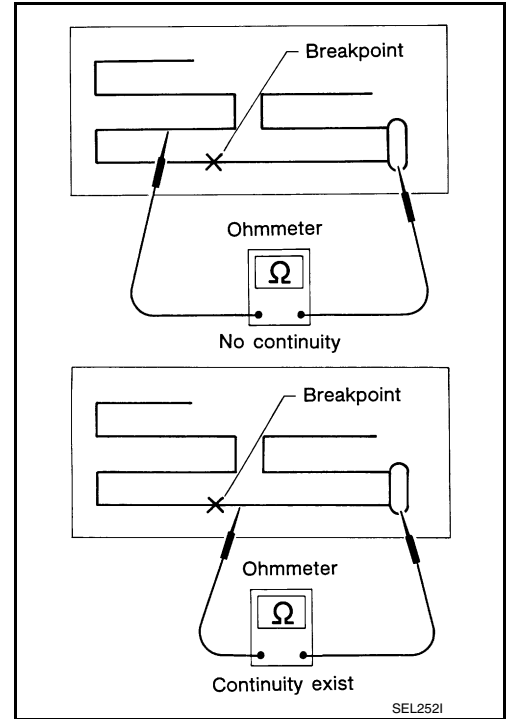 Breakpoint
Ohmmeter
Ω
No continuity
Breakpoint
Ohmmeter
Ω
Continuity exist
SEL252I